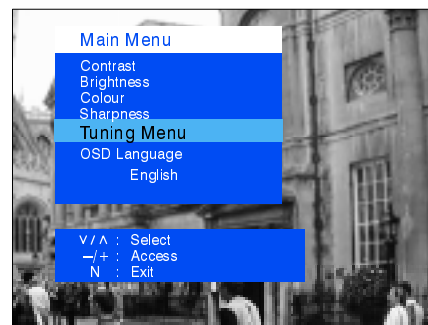 Main Menu
Contrast
Brightness
Colour
Sharpness
Tuning Menu
OSD Language
English
∨/∧ : Select
–/+ : Access
N : Exit